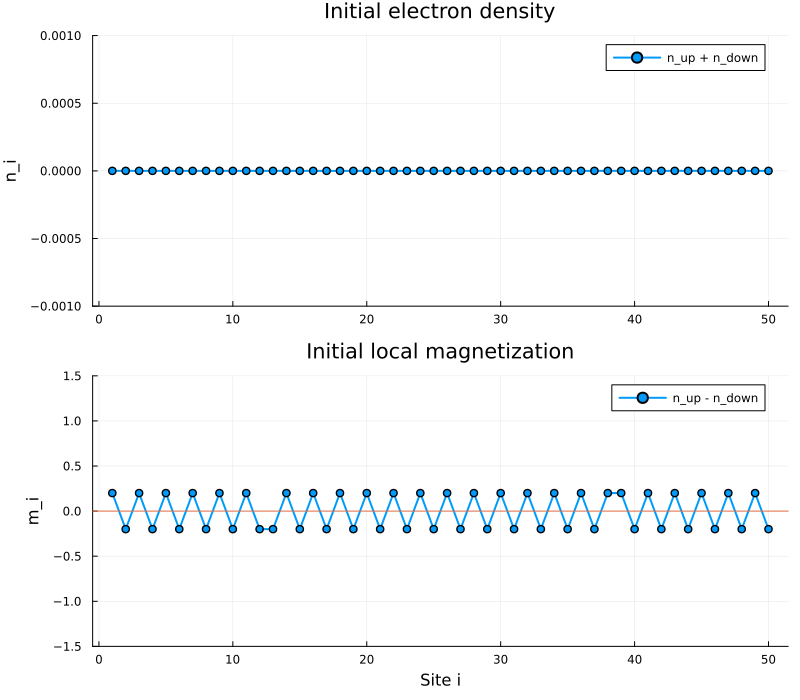 Initial electron density
0.0010
n_up + n_down
0.0005
n_i
0.0000
−0.0005
−0.0010
0 10 20 30 40 50
Initial local magnetization
1.5
n_up - n_down
1.0
0.5
m_i
0.0
−0.5
−1.0
−1.5
0 10 20 30 40 50
Site i